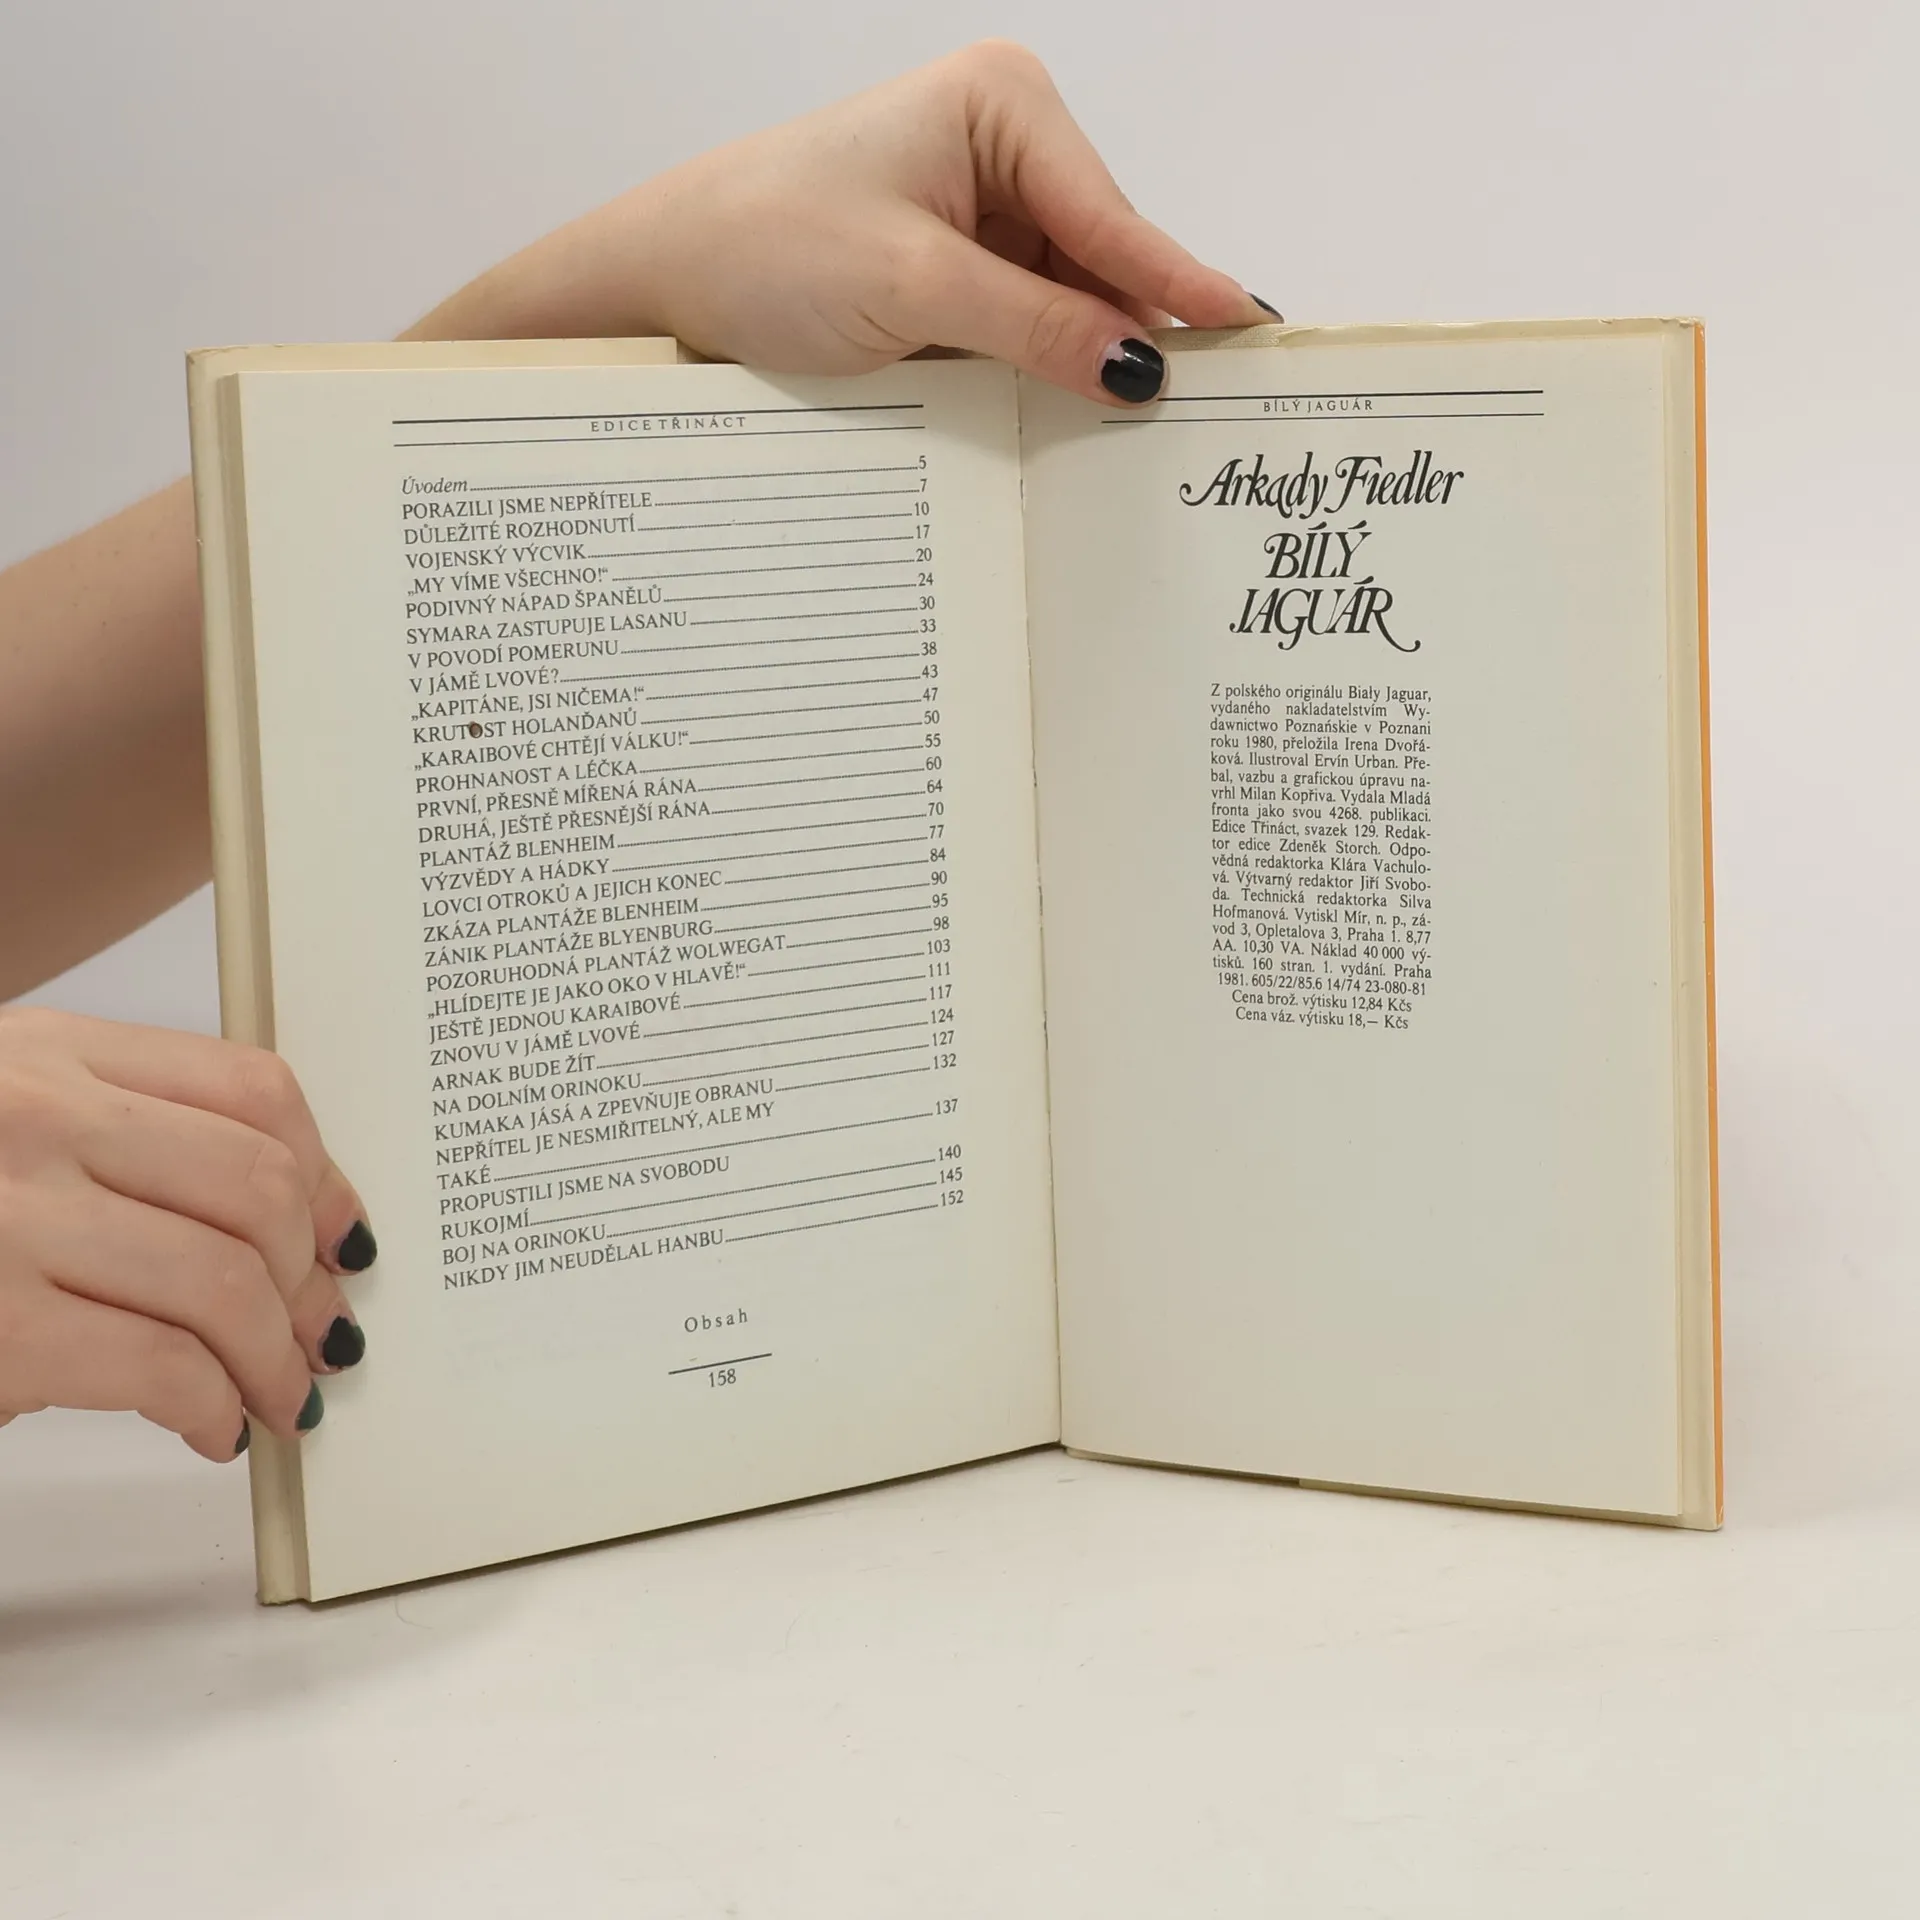 EDICE TŘINÁCT
Úvodem 5
PORAZILI JSME NEPŘÍTELE 7
DŮLEŽITÉ ROZHODNUTÍ 10
VOJENSKÝ VÝCVIK 17
„MY VÍME VŠECHNO!“ 20
PODIVNÝ NÁPAD ŠPANĚLŮ 24
SYMARA ZASTUPUJE LASANU 30
V POVODÍ POMERUNU 33
V JÁMĚ LVOVÉ? 38
„KAPITÁNE, JSI NIČEMA!“ 43
KRUTOST HOLANĎANŮ 47
„KARAIBOVÉ CHTĚJÍ VÁLKU!“ 50
PROHNANOST A LÉČKA 55
PRVNÍ, PŘESNĚ MÍŘENÁ RÁNA 60
DRUHÁ, JEŠTĚ PŘESNĚJŠÍ RÁNA 64
PLANTÁŽ BLENHEIM 70
VÝZVĚDY A HÁDKY 77
LOVCI OTROKŮ A JEJICH KONEC 84
ZKÁZA PLANTÁŽE BLENHEIM 90
ZÁNIK PLANTÁŽE BLYENBURG 95
POZORUHODNÁ PLANTÁŽ WOLWEGAT 98
„HLÍDEJTE JE JAKO OKO V HLAVĚ!“ 103
JEŠTĚ JEDNOU KARAIBOVÉ 111
ZNOVU V JÁMĚ LVOVÉ 117
ARNAK BUDE ŽÍT 124
NA DOLNÍM ORINOKU 127
KUMAKA JÁSÁ A ZPEVŇUJE OBRANU 132
NEPŘÍTEL JE NESMIŘITELNÝ, ALE MY
TAKÉ 137
PROPUSTILI JSME NA SVOBODU
RUKOJMÍ 140
BOJ NA ORINOKU 145
NIKDY JIM NEUDĚLAL HANBU 152
Obsah
158
BÍLÝ JAGUÁR
Arkady Fiedler
BÍLÝ
JAGUÁR
Z polského originálu Biały Jaguar,
vydaného nakladatelstvím Wy-
dawnictwo Poznańskie v Poznani
roku 1980, přeložila Irena Dvořá-
ková. Ilustroval Ervín Urban. Pře-
bal, vazbu a grafickou úpravu na-
vrhl Milan Kopřiva. Vydala Mladá
fronta jako svou 4268. publikaci.
Edice Třináct, svazek 129. Redak-
tor edice Zdeněk Storch. Odpo-
vědná redaktorka Klára Vachulo-
vá. Výtvarný redaktor Jiří Svobo-
da. Technická redaktorka Silva
Hofmanová. Vytiskl Mír, n. p., zá-
vod 3, Opletalova 3, Praha 1. 8,77
AA. 10,30 VA. Náklad 40 000 vý-
tisků. 160 stran. 1. vydání. Praha
1981. 605/22/85.6 14/74 23-080-81
Cena brož. výtisku 12,84 Kčs
Cena váz. výtisku 18,— Kčs